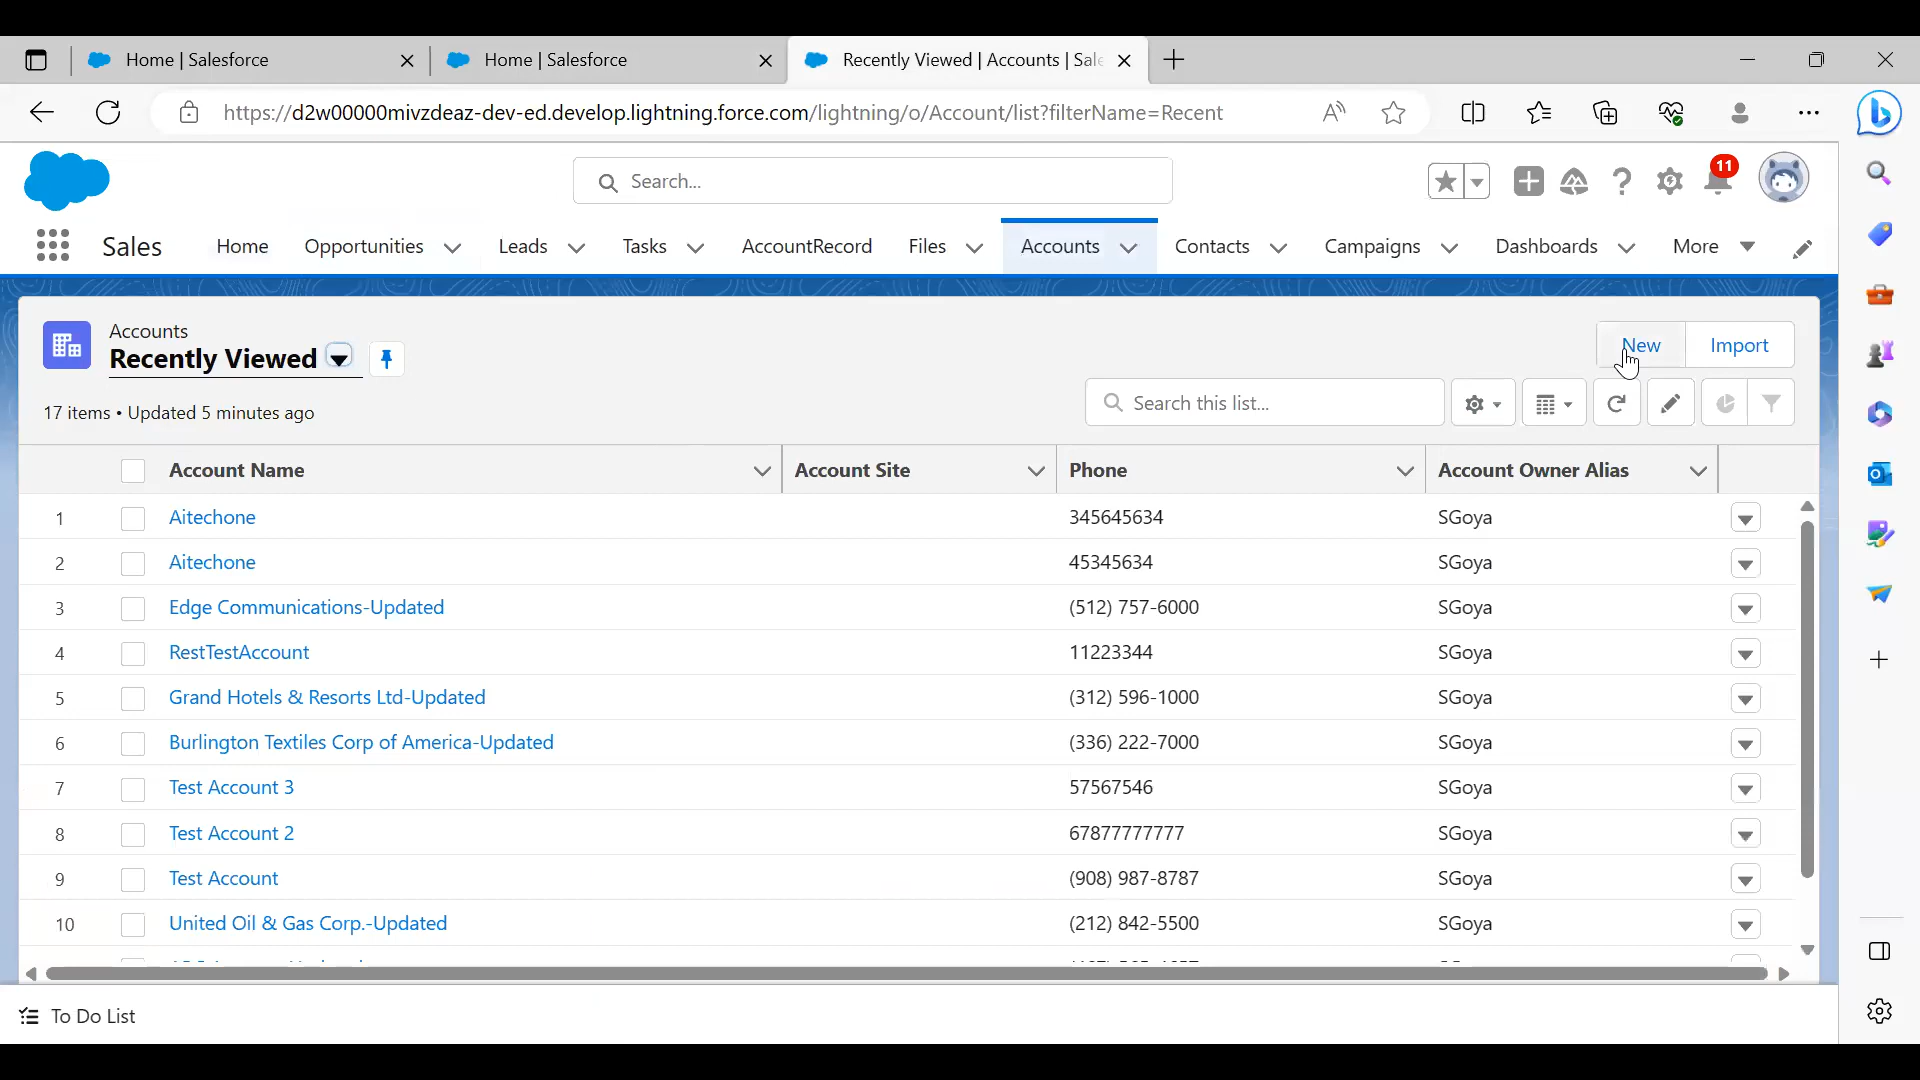 Home | Salesforce
Home | Salesforce
Recently Viewed | Accounts | Sale
https://d2w00000mivzdeaz-dev-ed.develop.lightning.force.com/lightning/o/Account/list?filterName=Recent
Search...
11
Sales
Home
Opportunities
Leads
Tasks
AccountRecord
Files
Accounts
Contacts
Campaigns
Dashboards
More
Accounts
Recently Viewed
New
Import
17 items • Updated 5 minutes ago
Search this list...
Account Name Account Site Phone Account Owner Alias
1 Aitechone 345645634 SGoya
2 Aitechone 45345634 SGoya
3 Edge Communications-Updated (512) 757-6000 SGoya
4 RestTestAccount 11223344 SGoya
5 Grand Hotels & Resorts Ltd-Updated (312) 596-1000 SGoya
6 Burlington Textiles Corp of America-Updated (336) 222-7000 SGoya
7 Test Account 3 57567546 SGoya
8 Test Account 2 67877777777 SGoya
9 Test Account (908) 987-8787 SGoya
10 United Oil & Gas Corp.-Updated (212) 842-5500 SGoya
To Do List